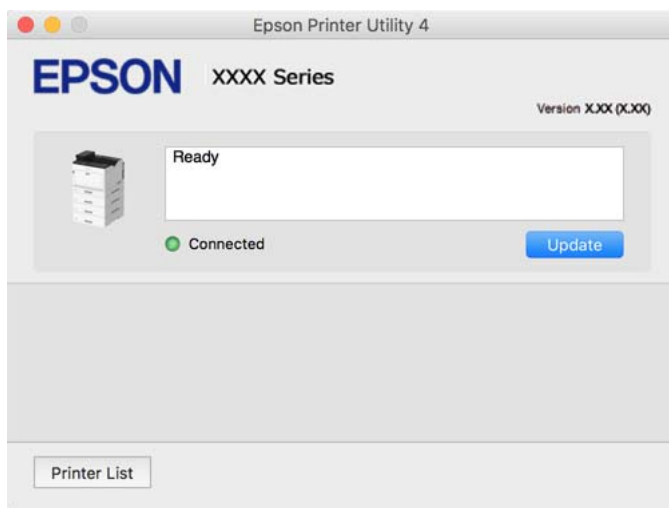 Epson Printer Utility 4
EPSON XXXX Series
Version X.XX (X.XX)
Ready
Connected
Update
Printer List